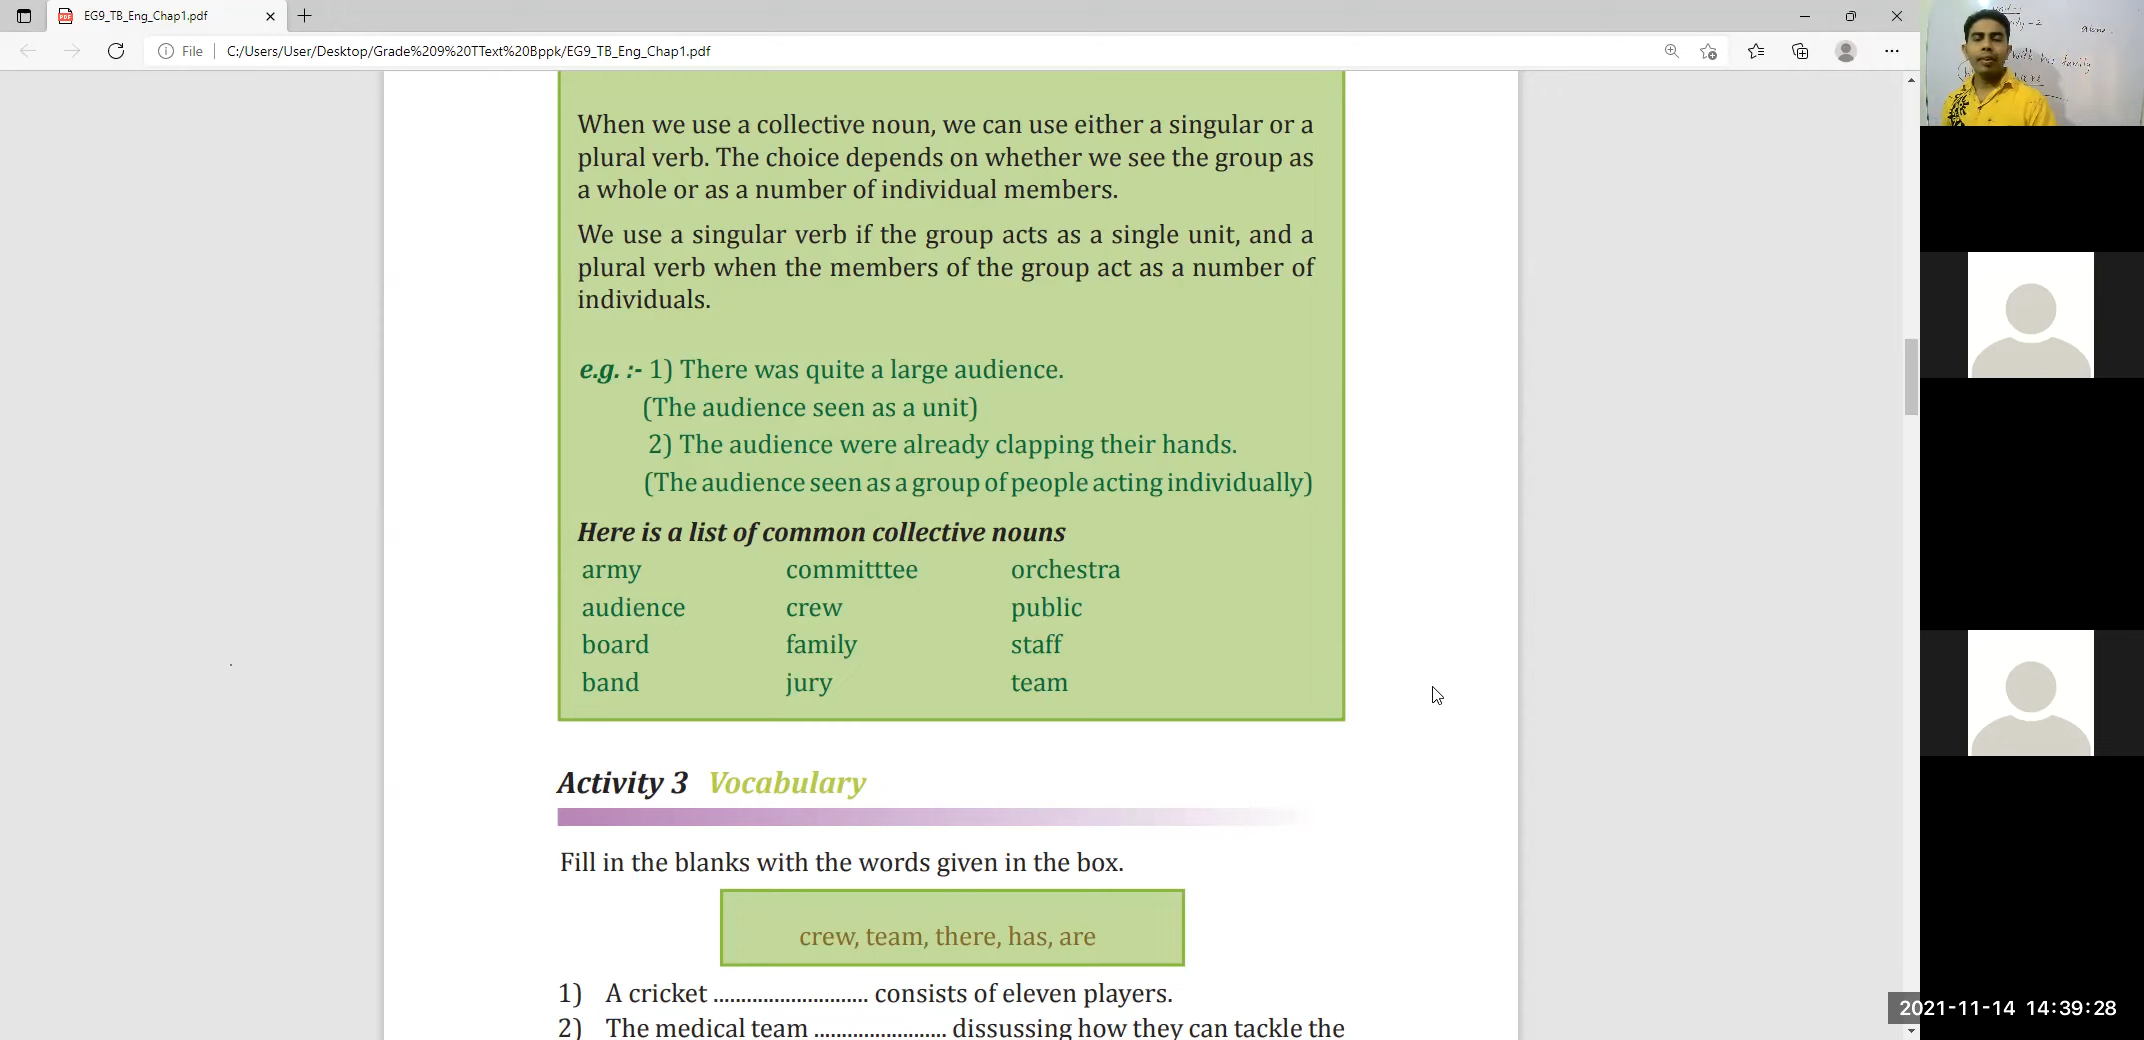 EG9_TB_Eng_Chap1.pdf
File C:/Users/User/Desktop/Grade%209%20TText%20Bppk/EG9_TB_Eng_Chap1.pdf
When we use a collective noun, we can use either a singular or a
plural verb. The choice depends on whether we see the group as
a whole or as a number of individual members.
We use a singular verb if the group acts as a single unit, and a
plural verb when the members of the group act as a number of
individuals.
e.g. :- 1) There was quite a large audience.
(The audience seen as a unit)
2) The audience were already clapping their hands.
(The audience seen as a group of people acting individually)
Here is a list of common collective nouns
army committtee orchestra
audience crew public
board family staff
band jury team
Activity 3 Vocabulary
Fill in the blanks with the words given in the box.
crew, team, there, has, are
1) A cricket ............................ consists of eleven players.
2) The medical team ........................ dissussing how they can tackle the
2021-11-14 14:39:28